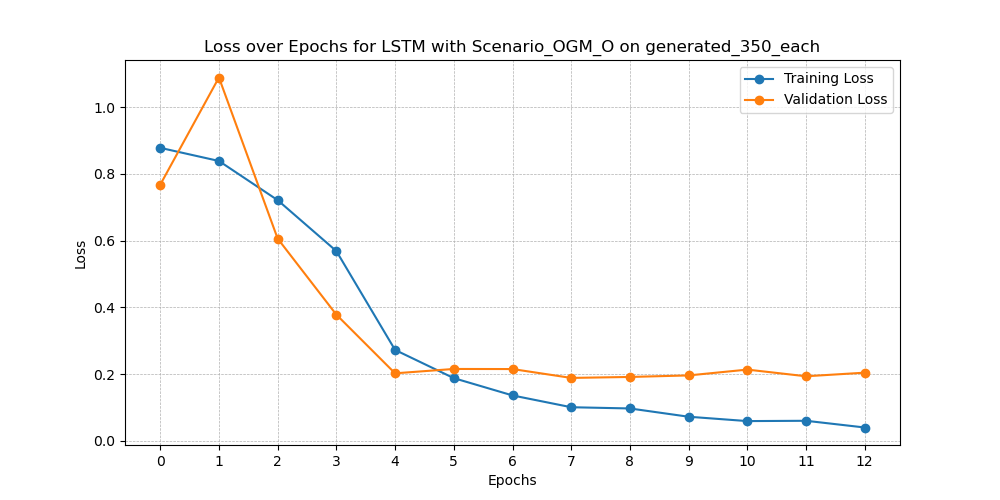 Loss over Epochs for LSTM with Scenario_OGM_O on generated_350_each
Training Loss
Validation Loss
Loss
1.0
0.8
0.6
0.4
0.2
0.0
0 1 2 3 4 5 6 7 8 9 10 11 12
Epochs